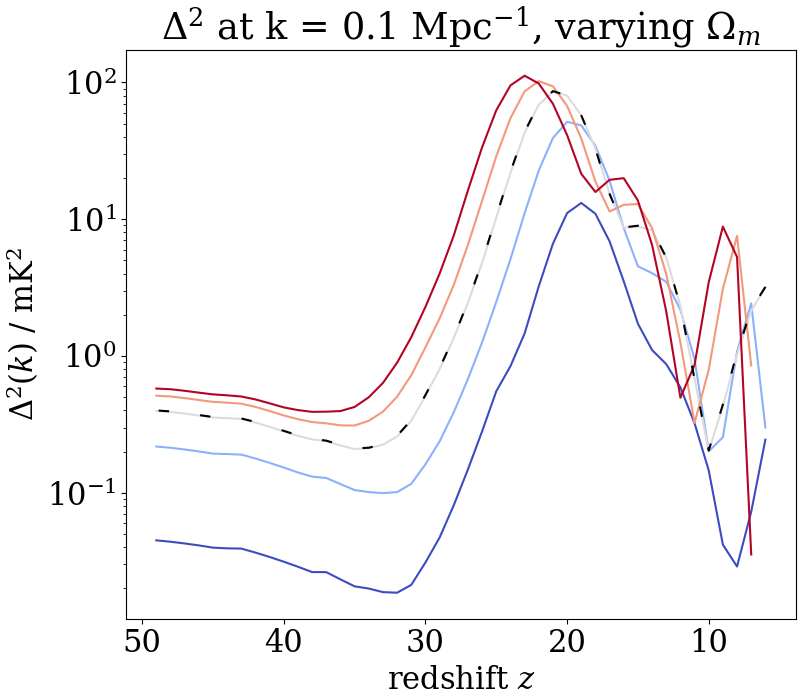 Δ² at k = 0.1 Mpc⁻¹, varying Ωₘ
Δ²(k) / mK²
10²
10¹
10⁰
10⁻¹
50 40 30 20 10
redshift z